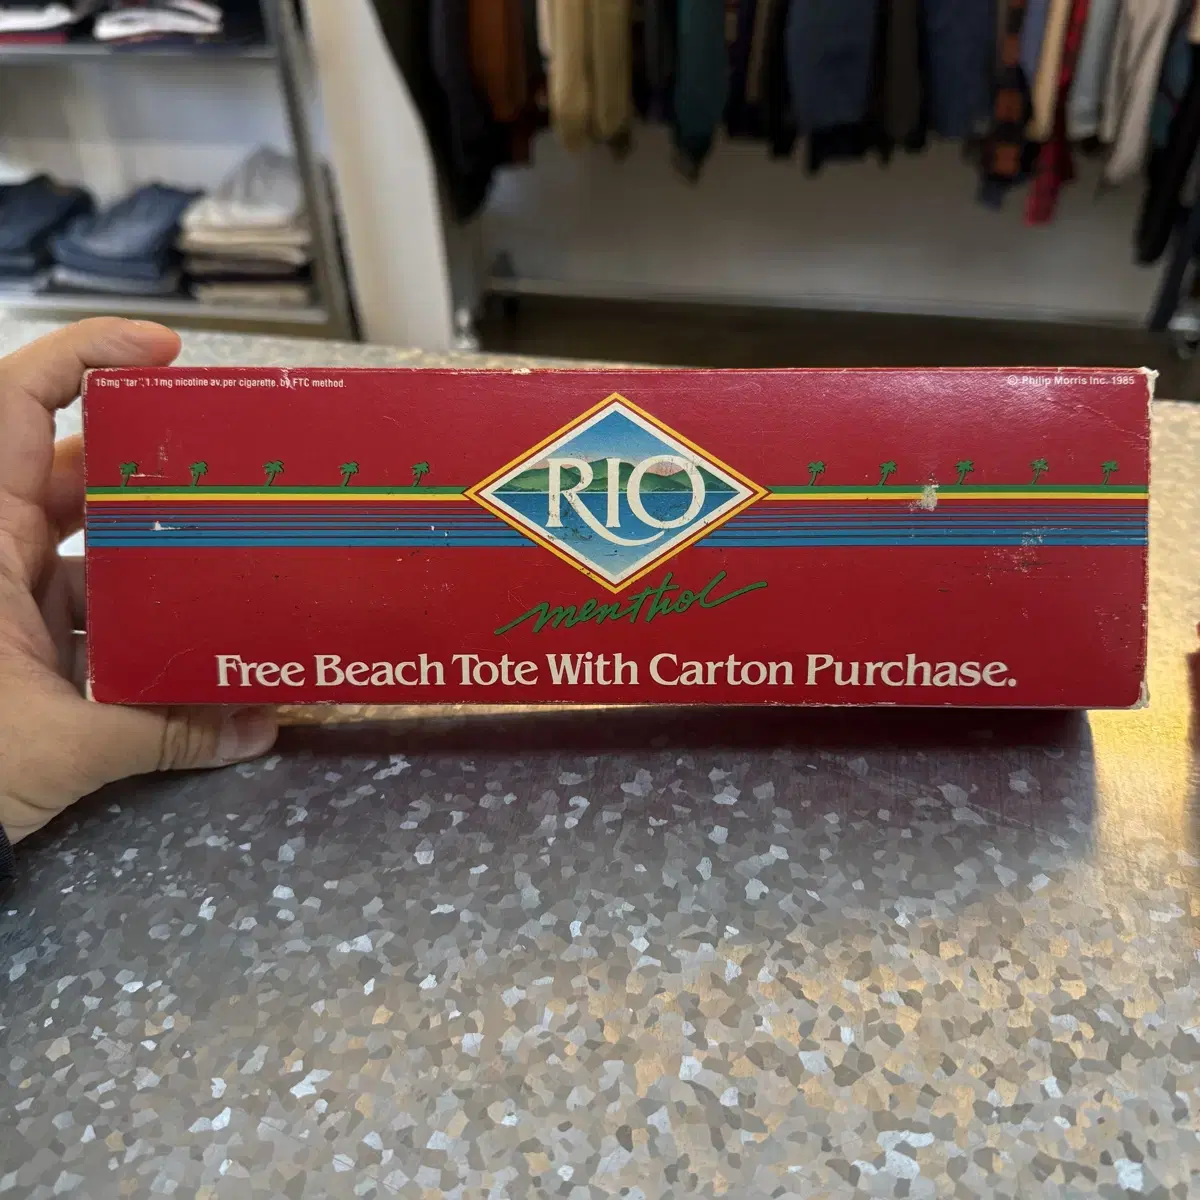 16mg "tar", 1.1mg nicotine av. per cigarette, by FTC method.
© Philip Morris Inc. 1985
RIO
menthol
Free Beach Tote With Carton Purchase.